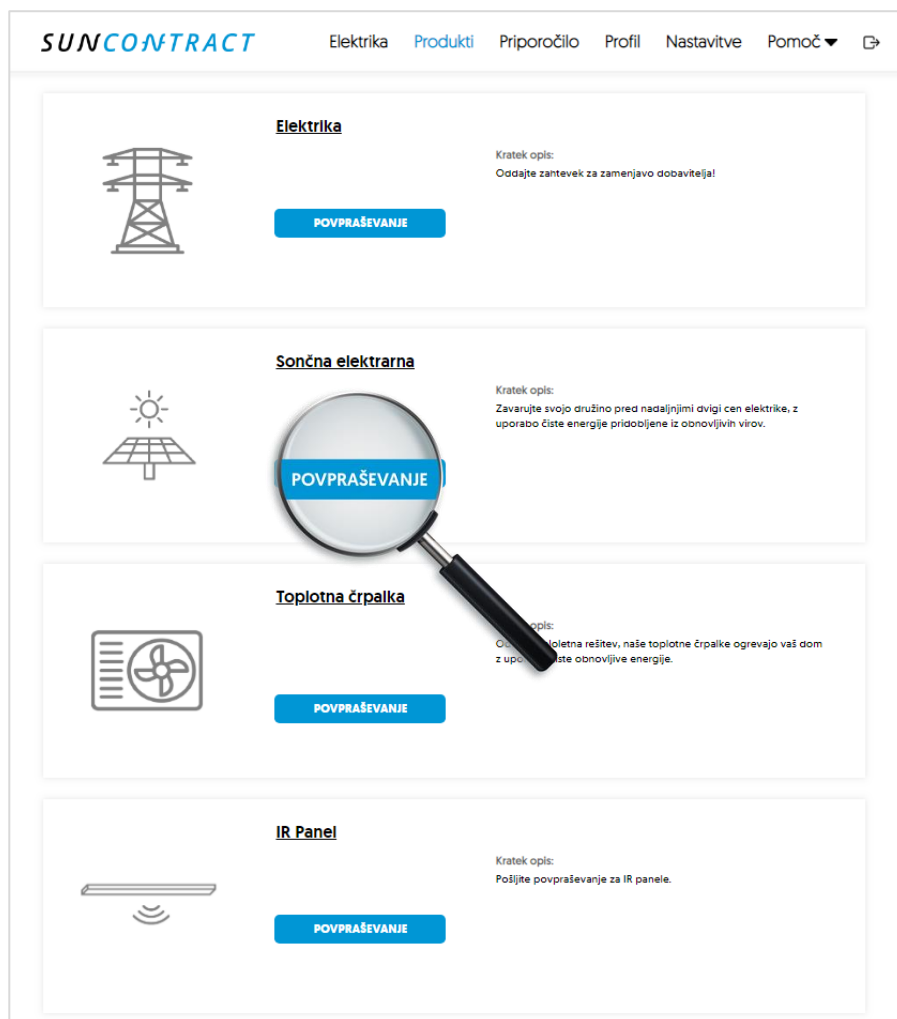 SUNCONTRACT
Elektrika Produkti Priporočilo Profil Nastavitve Pomoč
Elektrika
Kratek opis:
Oddajte zahtevek za zamenjavo dobavitelja!
POVPRAŠEVANJE
Sončna elektrarna
Kratek opis:
Zavarujte svojo družino pred nadaljnjimi dvigi cen elektrike, z
uporabo čiste energije pridobljene iz obnovljivih virov.
POVPRAŠEVANJE
Toplotna črpalka
opis:
rešitev, naše toplotne črpalke ogrevajo vaš dom
z obnovljive energije.
POVPRAŠEVANJE
IR Panel
Kratek opis:
Pošljite povpraševanje za IR panele.
POVPRAŠEVANJE